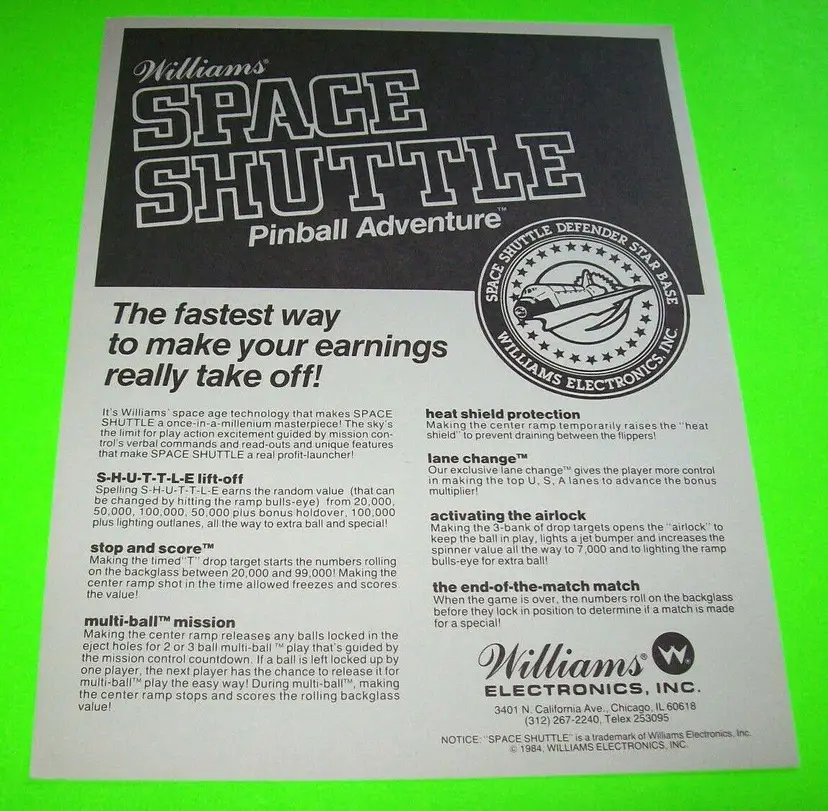 Williams®
SPACE
SHUTTLE
Pinball Adventure™
SPACE SHUTTLE DEFENDER STAR BASE
WILLIAMS ELECTRONICS, INC.
The fastest way
to make your earnings
really take off!
It's Williams' space age technology that makes SPACE
SHUTTLE a once-in-a-millenium masterpiece! The sky's
the limit for play action excitement guided by mission con-
trol's verbal commands and read-outs and unique features
that make SPACE SHUTTLE a real profit-launcher!
S-H-U-T-T-L-E lift-off
Spelling S-H-U-T-T-L-E earns the random value (that can
be changed by hitting the ramp bulls-eye) from 20,000,
50,000, 100,000, 50,000 plus bonus holdover, 100,000
plus lighting outlanes, all the way to extra ball and special!
stop and score™
Making the timed "T" drop target starts the numbers rolling
on the backglass between 20,000 and 99,000! Making the
center ramp shot in the time allowed freezes and scores
the value!
multi-ball™ mission
Making the center ramp releases any balls locked in the
eject holes for 2 or 3 ball multi-ball™ play that's guided by
the mission control countdown. If a ball is left locked up by
one player, the next player has the chance to release it for
multi-ball™ play the easy way! During multi-ball™, making
the center ramp stops and scores the rolling backglass
value!
heat shield protection
Making the center ramp temporarily raises the "heat
shield" to prevent draining between the flippers!
lane change™
Our exclusive lane change™ gives the player more control
in making the top U, S, A lanes to advance the bonus
multiplier!
activating the airlock
Making the 3-bank of drop targets opens the "airlock" to
keep the ball in play, lights a jet bumper and increases the
spinner value all the way to 7,000 and to lighting the ramp
bulls-eye for extra ball!
the end-of-the-match match
When the game is over, the numbers roll on the backglass
before they lock in position to determine if a match is made
for a special!
Williams® W
ELECTRONICS, INC.
3401 N. California Ave., Chicago, IL 60618
(312) 267-2240, Telex 253095
NOTICE: "SPACE SHUTTLE" is a trademark of Williams Electronics, Inc.
© 1984, WILLIAMS ELECTRONICS, INC.